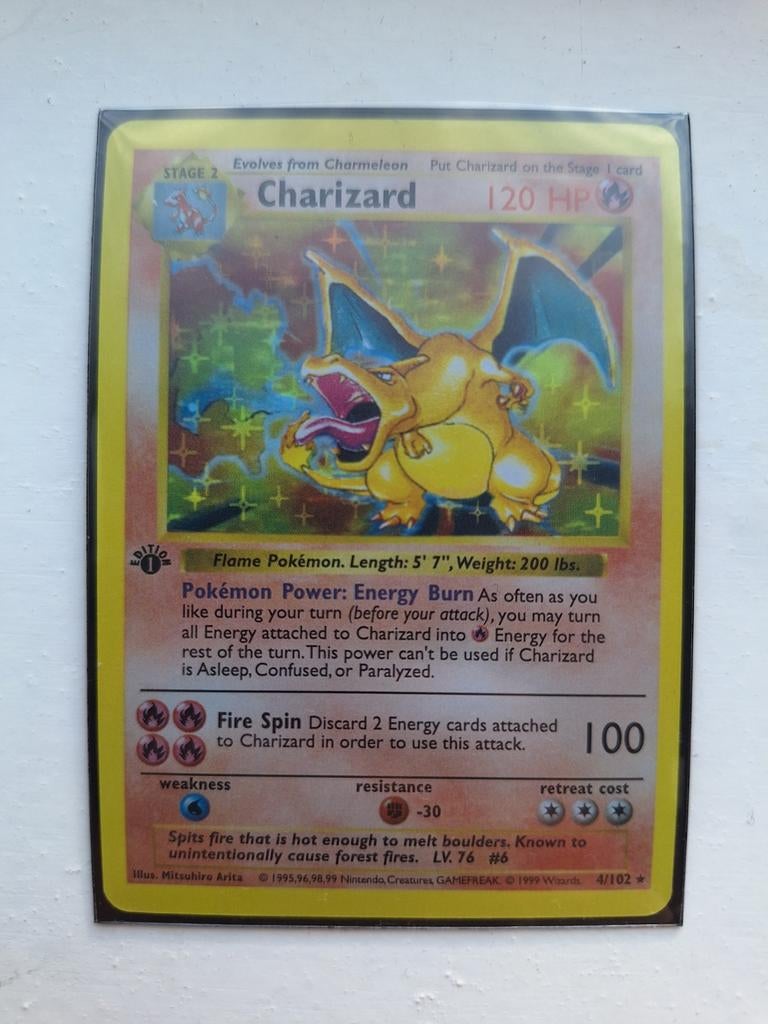 Evolves from Charmeleon Put Charizard on the Stage 1 card
STAGE 2
Charizard 120 HP
EDITION
1
Flame Pokémon. Length: 5' 7", Weight: 200 lbs.
Pokémon Power: Energy Burn As often as you
like during your turn (before your attack), you may turn
all Energy attached to Charizard into Energy for the
rest of the turn. This power can't be used if Charizard
is Asleep, Confused, or Paralyzed.
Fire Spin Discard 2 Energy cards attached
to Charizard in order to use this attack.
100
weakness resistance retreat cost
-30
Spits fire that is hot enough to melt boulders. Known to
unintentionally cause forest fires. LV. 76 #6
Illus. Mitsuhiro Arita © 1995,96,98,99 Nintendo, Creatures, GAMEFREAK. © 1999 Wizards. 4/102 ★